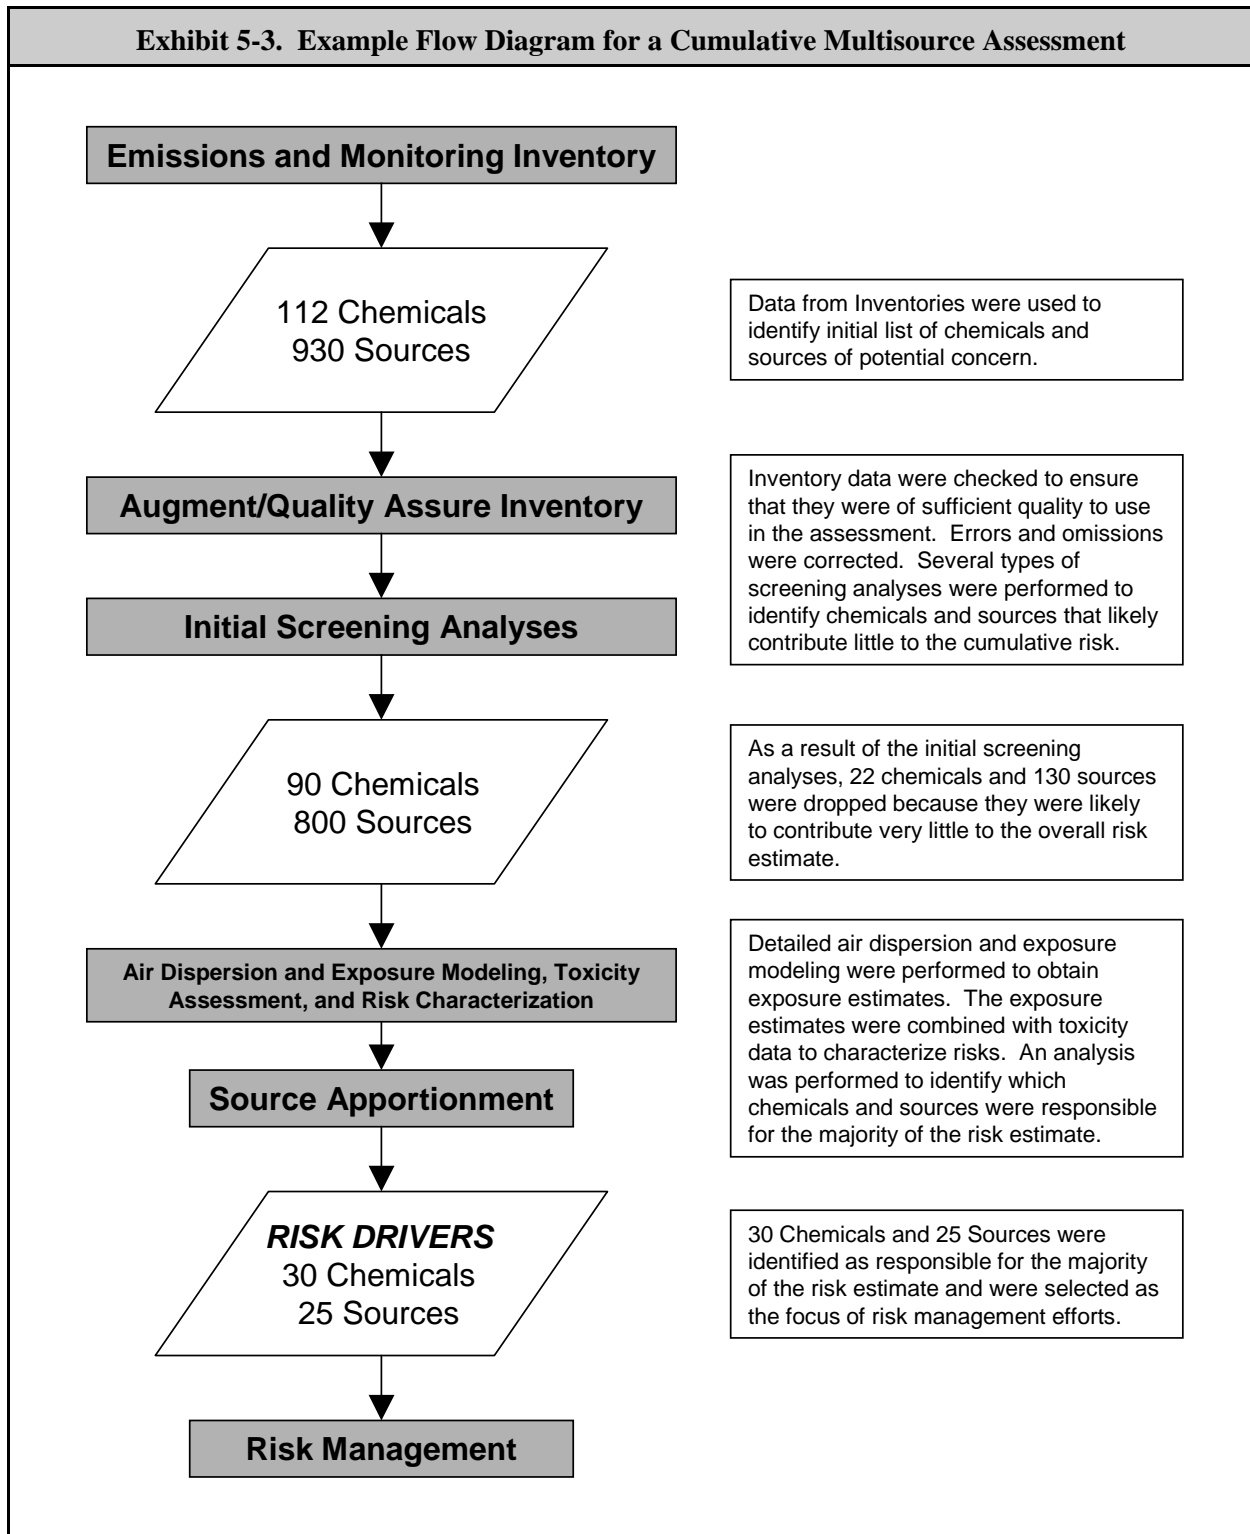 Exhibit 5-3.  Example Flow Diagram for a Cumulative Multisource Assessment
Emissions and Monitoring Inventory
112 Chemicals
930 Sources
Data from Inventories were used to
identify initial list of chemicals and
sources of potential concern.
Augment/Quality Assure Inventory
Initial Screening Analyses
Inventory data were checked to ensure
that they were of sufficient quality to use
in the assessment.  Errors and omissions
were corrected.  Several types of
screening analyses were performed to
identify chemicals and sources that likely
contribute little to the cumulative risk.
90 Chemicals
800 Sources
As a result of the initial screening
analyses, 22 chemicals and 130 sources
were dropped because they were likely
to contribute very little to the overall risk
estimate.
Air Dispersion and Exposure Modeling, Toxicity
Assessment, and Risk Characterization
Source Apportionment
Detailed air dispersion and exposure
modeling were performed to obtain
exposure estimates.  The exposure
estimates were combined with toxicity
data to characterize risks.  An analysis
was performed to identify which
chemicals and sources were responsible
for the majority of the risk estimate.
RISK DRIVERS
30 Chemicals
25 Sources
30 Chemicals and 25 Sources were
identified as responsible for the majority
of the risk estimate and were selected as
the focus of risk management efforts.
Risk Management